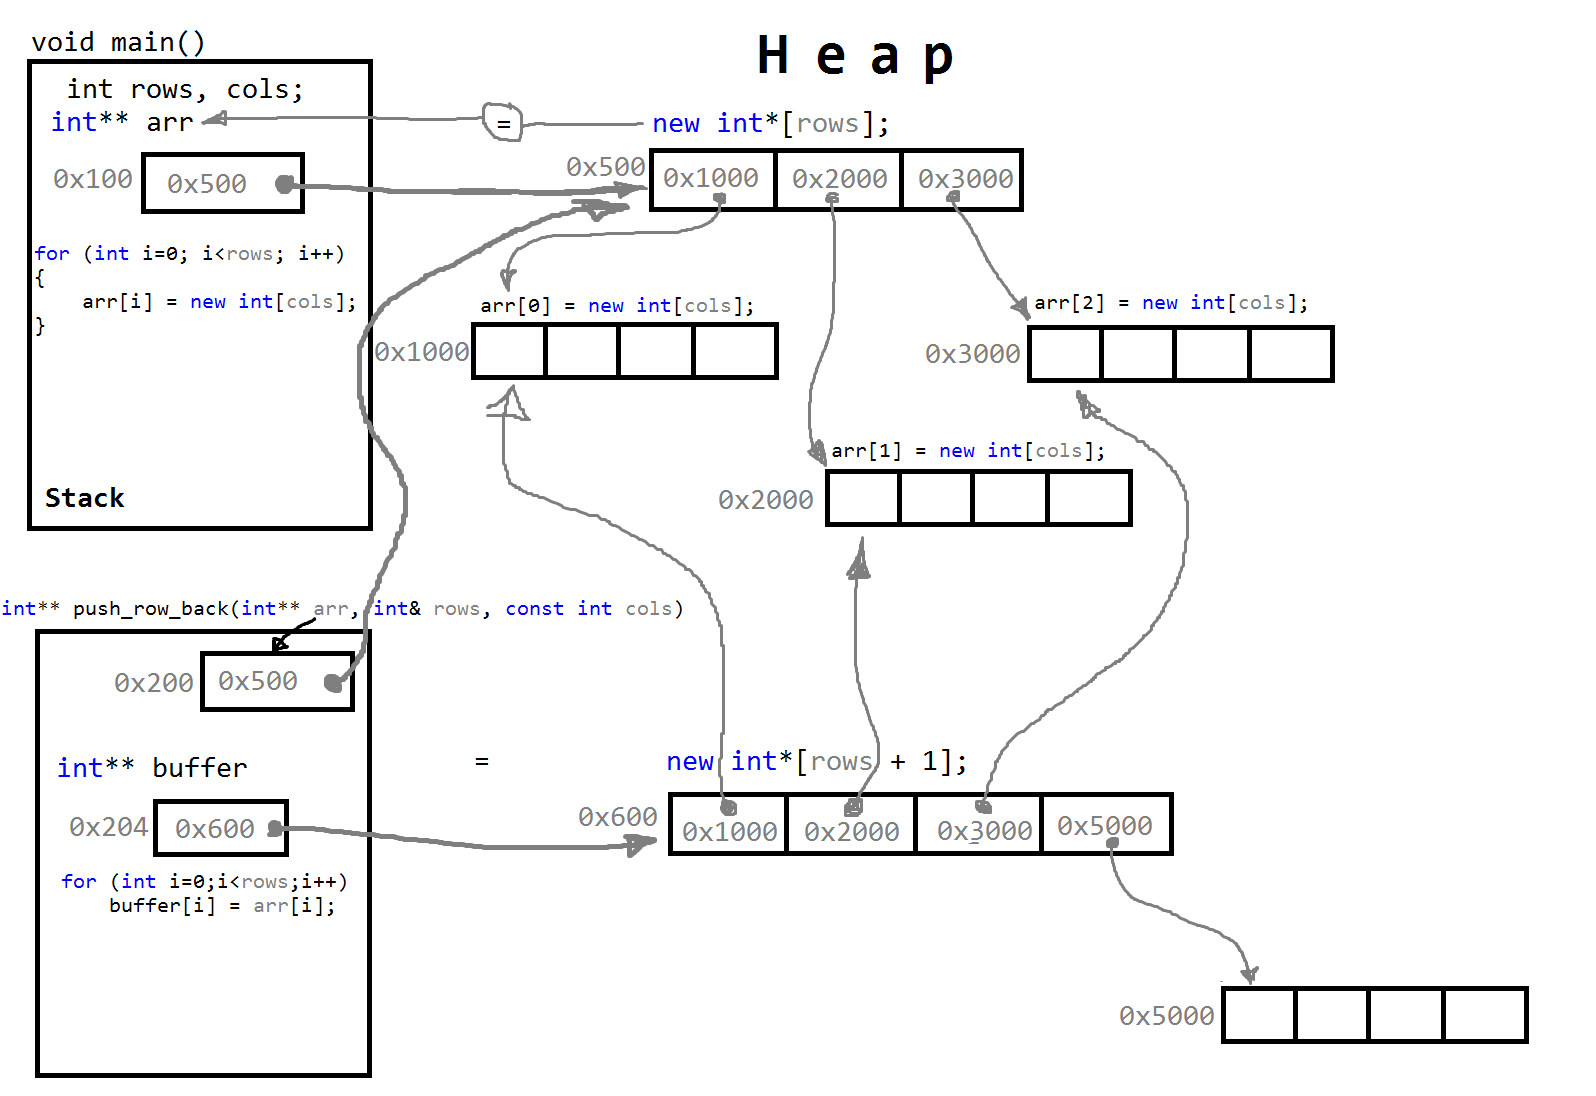 void main()
H e a p
int rows, cols;
int** arr
=
new int*[rows];
0x100
0x500
0x500
0x1000
0x2000
0x3000
for (int i=0; i<rows; i++)
{
arr[i] = new int[cols];
}
arr[0] = new int[cols];
arr[2] = new int[cols];
0x1000
0x3000
arr[1] = new int[cols];
0x2000
Stack
int** push_row_back(int** arr, int& rows, const int cols)
0x200
0x500
int** buffer
=
new int*[rows + 1];
0x204
0x600
0x600
0x1000
0x2000
0x3000
0x5000
for (int i=0;i<rows;i++)
buffer[i] = arr[i];
0x5000